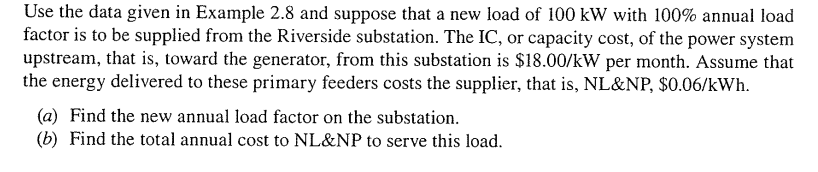 Use the data given in Example 2.8 and suppose that a new load of 100 kW with 100% annual load
factor is to be supplied from the Riverside substation. The IC, or capacity cost, of the power system
upstream, that is, toward the generator, from this substation is $18.00/kW per month. Assume that
the energy delivered to these primary feeders costs the supplier, that is, NL&NP, $0.06/kWh.
(a) Find the new annual load factor on the substation.
(b) Find the total annual cost to NL&NP to serve this load.